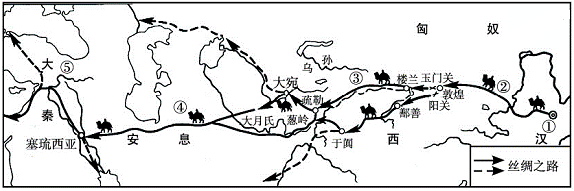 匈 奴
乌 孙
大 ⑤
大宛
③
楼兰
玉门关
②
敦煌
疏勒
④
大月氏
葱岭
鄯善
阳关
①
秦
塞琉西亚
安 息
于阗
西
汉
丝绸之路